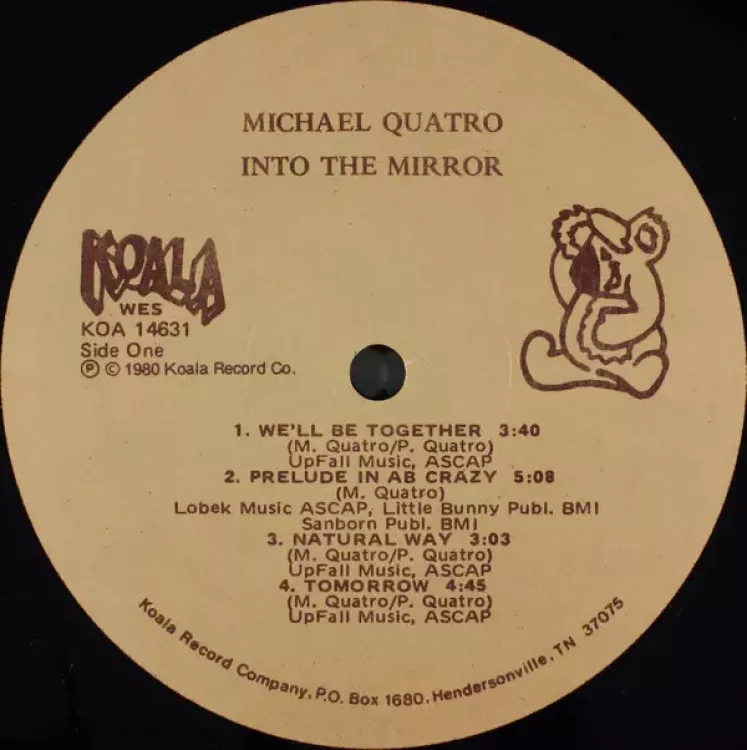 MICHAEL QUATRO
INTO THE MIRROR
KOALA
WES
KOA 14631
Side One
Ⓟ © 1980 Koala Record Co.
1. WE'LL BE TOGETHER 3:40
(M. Quatro/P. Quatro)
UpFall Music, ASCAP
2. PRELUDE IN AB CRAZY 5:08
(M. Quatro)
Lobek Music ASCAP, Little Bunny Publ. BMI
Sanborn Publ. BMI
3. NATURAL WAY 3:03
(M. Quatro/P. Quatro)
UpFall Music, ASCAP
4. TOMORROW 4:45
(M. Quatro/P. Quatro)
UpFall Music, ASCAP
Koala Record Company, P.O. Box 1680, Hendersonville, TN 37075